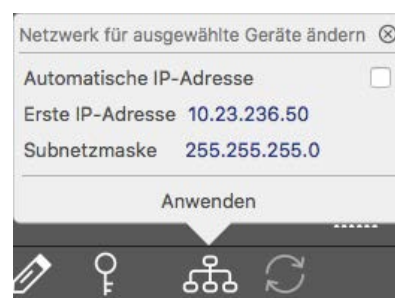 Netzwerk für ausgewählte Geräte ändern
Automatische IP-Adresse
Erste IP-Adresse 10.23.236.50
Subnetzmaske 255.255.255.0
Anwenden